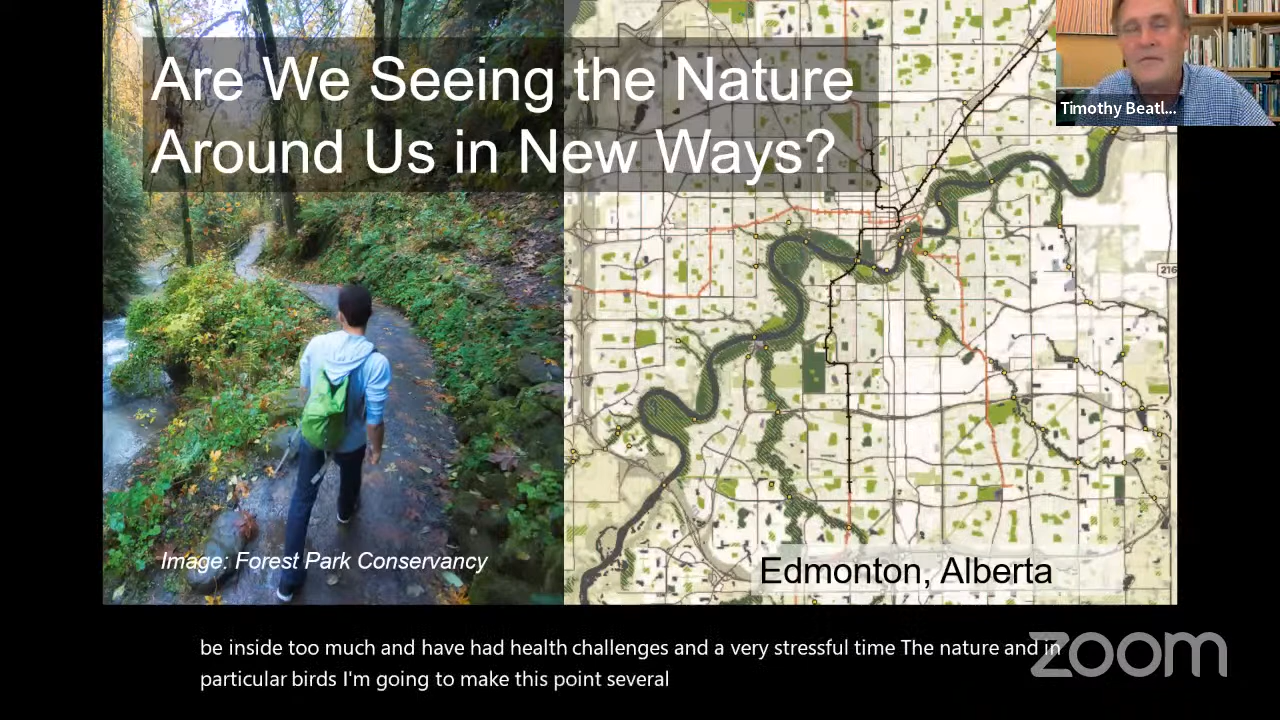 Are We Seeing the Nature
Around Us in New Ways?
Timothy Beatl...
216
Image: Forest Park Conservancy
Edmonton, Alberta
be inside too much and have had health challenges and a very stressful time The nature and in
particular birds I'm going to make this point several
zoom